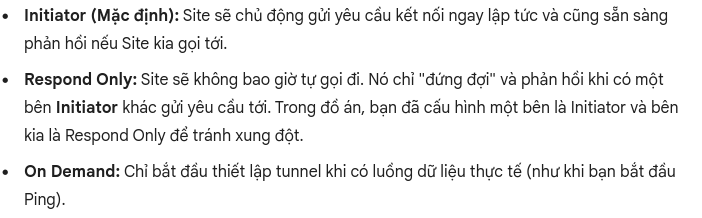 • Initiator (Mặc định): Site sẽ chủ động gửi yêu cầu kết nối ngay lập tức và cũng sẵn sàng
phản hồi nếu Site kia gọi tới.
• Respond Only: Site sẽ không bao giờ tự gọi đi. Nó chỉ "đứng đợi" và phản hồi khi có một
bên Initiator khác gửi yêu cầu tới. Trong đồ án, bạn đã cấu hình một bên là Initiator và bên
kia là Respond Only để tránh xung đột.
• On Demand: Chỉ bắt đầu thiết lập tunnel khi có luồng dữ liệu thực tế (như khi bạn bắt đầu
Ping).